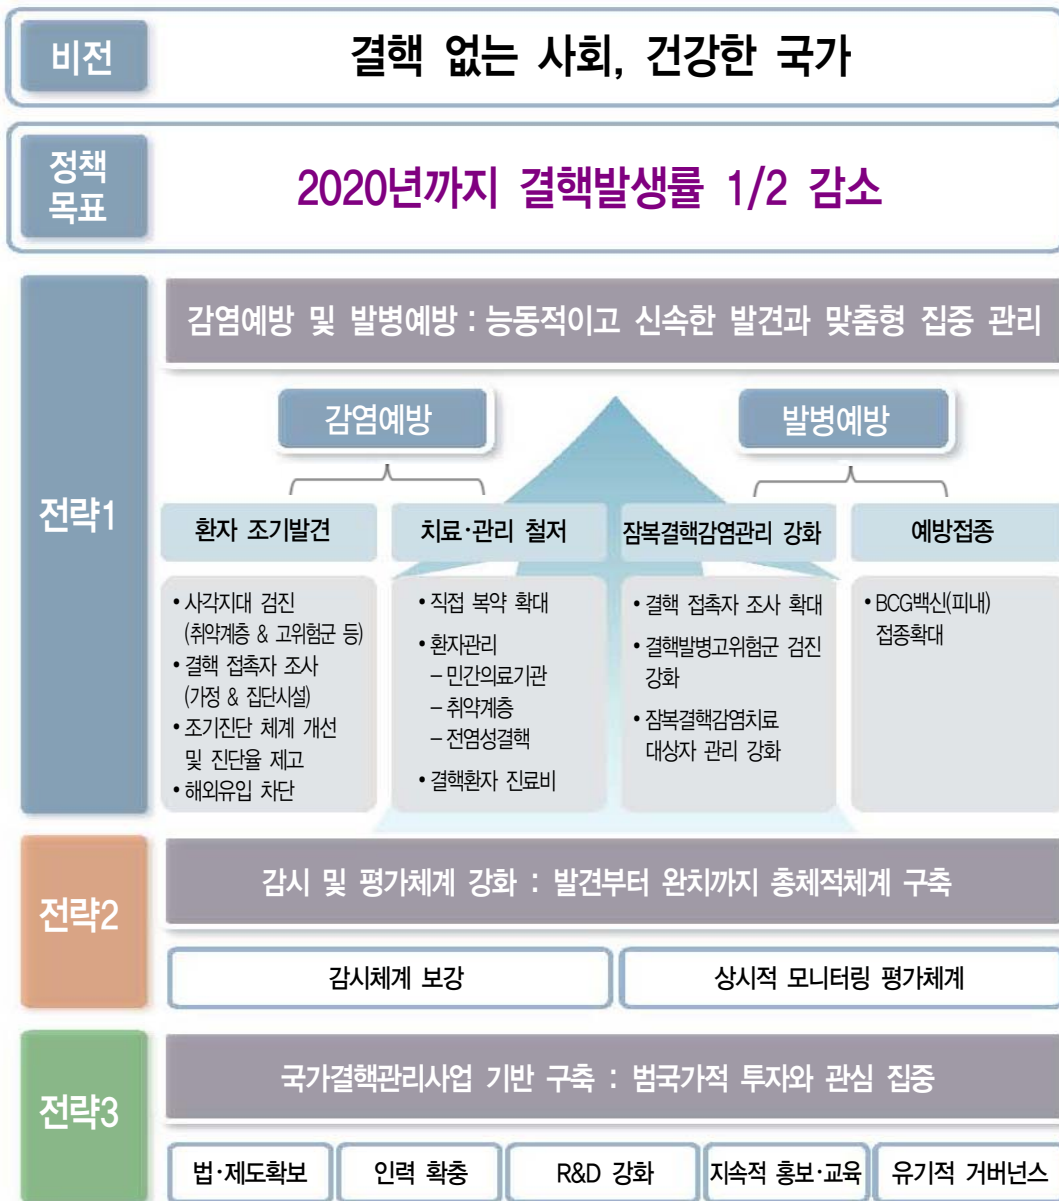 비전
결핵 없는 사회, 건강한 국가
정책
목표
2020년까지 결핵발생률 1/2 감소
전략1
감염예방 및 발병예방 : 능동적이고 신속한 발견과 맞춤형 집중 관리
감염예방
발병예방
환자 조기발견
• 사각지대 검진
(취약계층 & 고위험군 등)
• 결핵 접촉자 조사
(가정 & 집단시설)
• 조기진단 체계 개선
및 진단율 제고
• 해외유입 차단
치료·관리 철저
• 직접 복약 확대
• 환자관리
– 민간의료기관
– 취약계층
– 전염성결핵
• 결핵환자 진료비
잠복결핵감염관리 강화
• 결핵 접촉자 조사 확대
• 결핵발병고위험군 검진
강화
• 잠복결핵감염치료
대상자 관리 강화
예방접종
• BCG백신(피내)
접종확대
전략2
감시 및 평가체계 강화 : 발견부터 완치까지 총체적체계 구축
감시체계 보강
상시적 모니터링 평가체계
전략3
국가결핵관리사업 기반 구축 : 범국가적 투자와 관심 집중
법·제도확보
인력 확충
R&D 강화
지속적 홍보·교육
유기적 거버넌스